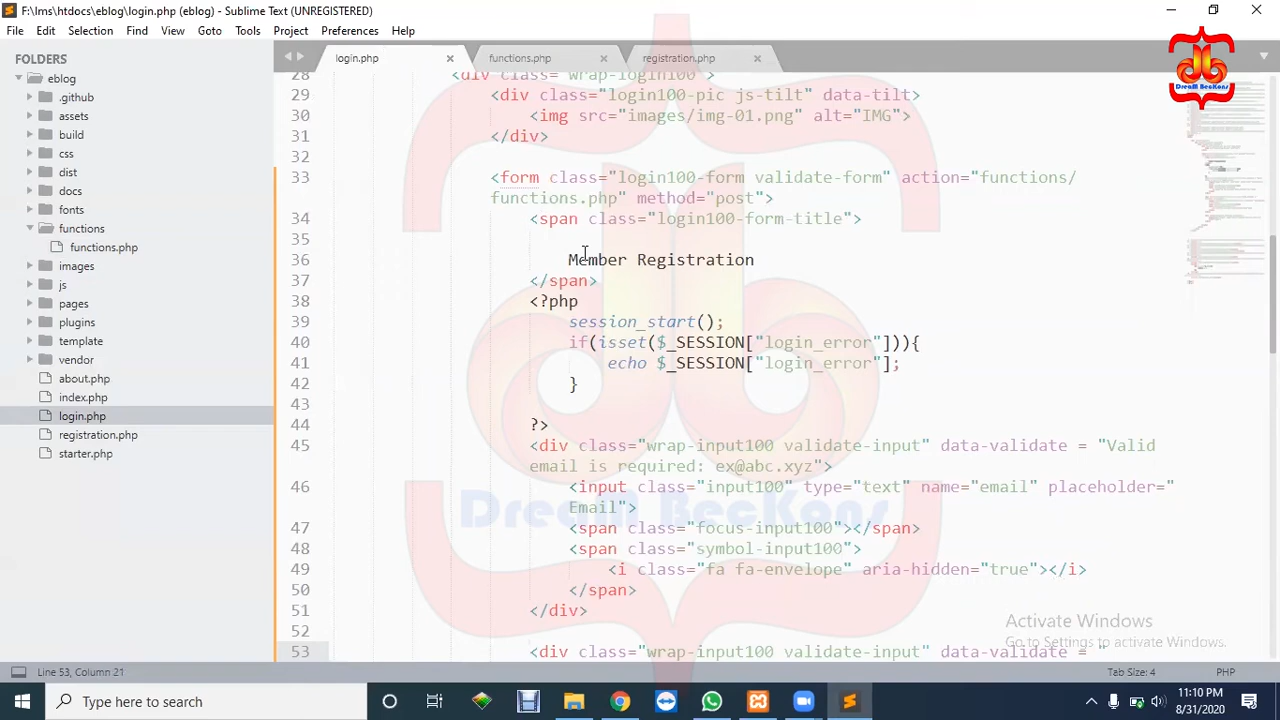 F:\lms\htdocs\eblog\login.php (eblog) - Sublime Text (UNREGISTERED)
File Edit Selection Find View Goto Tools Project Preferences Help
FOLDERS
eblog
.github
assets
build
css
dist
docs
fonts
functions
functions.php
images
js
pages
plugins
template
vendor
about.php
index.php
login.php
registration.php
starter.php
login.php functions.php registration.php
DreaM BecKons
28 <div class="wrap-login100">
29 <div class="login100-pic js-tilt" data-tilt>
30 <img src="images/img-01.png" alt="IMG">
31 </div>
32
33 <form class="login100-form validate-form" action="functions/
functions.php" method="post">
34 <span class="login100-form-title">
35
36 Member Registration
37 </span>
38 <?php
39 session_start();
40 if(isset($_SESSION["login_error"])){
41 echo $_SESSION["login_error"];
42 }
43
44 ?>
45 <div class="wrap-input100 validate-input" data-validate = "Valid
email is required: ex@abc.xyz">
46 <input class="input100" type="text" name="email" placeholder="
Email">
47 <span class="focus-input100"></span>
48 <span class="symbol-input100">
49 <i class="fa fa-envelope" aria-hidden="true"></i>
50 </span>
51 </div>
52
53 <div class="wrap-input100 validate-input" data-validate = "
Dream BecKons
Activate Windows
Go to Settings to activate Windows.
Line 53, Column 21
Tab Size: 4 PHP
Type here to search
11:10 PM
8/31/2020